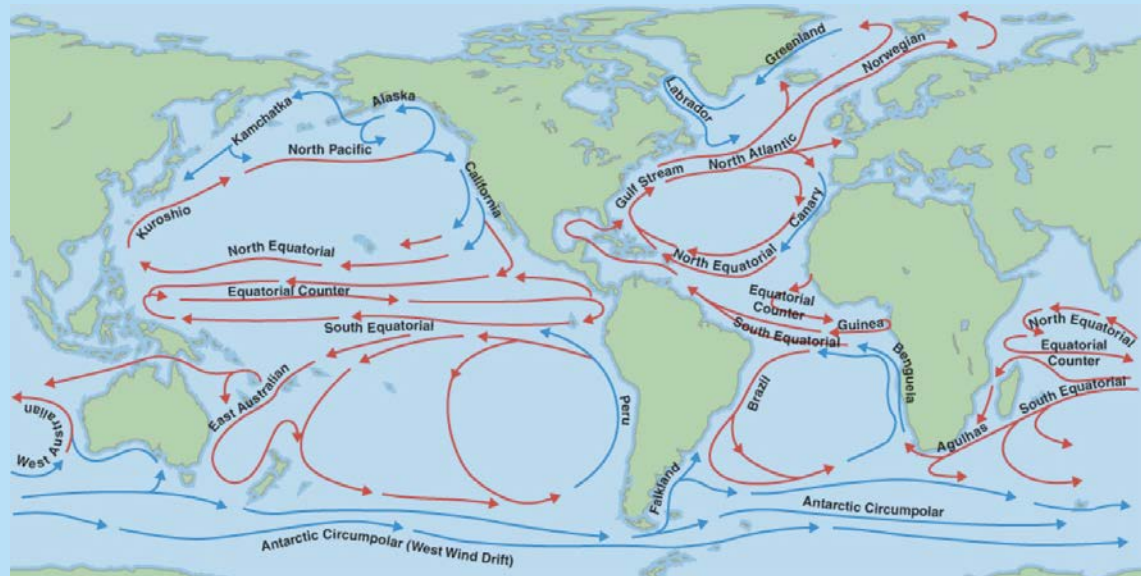 Greenland
Norwegian
Labrador
Alaska
Kamchatka
North Pacific
North Atlantic
California
Gulf Stream
Canary
Kuroshio
North Equatorial
North Equatorial
Equatorial Counter
Equatorial
Counter
South Equatorial
South Equatorial
Guinea
North Equatorial
Equatorial
Counter
South Equatorial
East Australian
Peru
Brazil
Benguela
West Australian
Agulhas
Falkland
Antarctic Circumpolar
Antarctic Circumpolar (West Wind Drift)